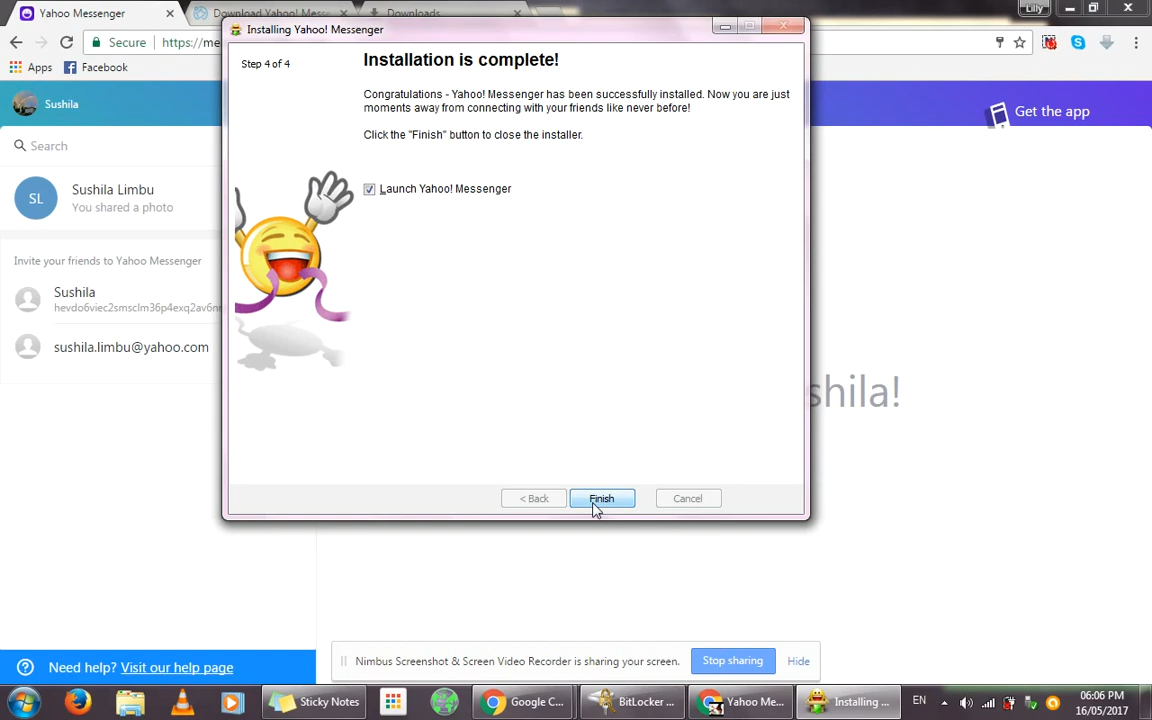 Yahoo Messenger
Download Yahoo! Mess
Downloads
Lilly
Secure
https://me
Apps
Facebook
Installing Yahoo! Messenger
Step 4 of 4
Installation is complete!
Congratulations - Yahoo! Messenger has been successfully installed. Now you are just
moments away from connecting with your friends like never before!
Click the "Finish" button to close the installer.
Launch Yahoo! Messenger
< Back
Finish
Cancel
Sushila
Get the app
Search
SL
Sushila Limbu
You shared a photo
Invite your friends to Yahoo Messenger
Sushila
hevdo6viec2smsclm36p4exq2av6n
sushila.limbu@yahoo.com
shila!
Need help? Visit our help page
Nimbus Screenshot & Screen Video Recorder is sharing your screen.
Stop sharing
Hide
Sticky Notes
Google C...
BitLocker ...
Yahoo Me...
Installing ...
EN
06:06 PM
16/05/2017